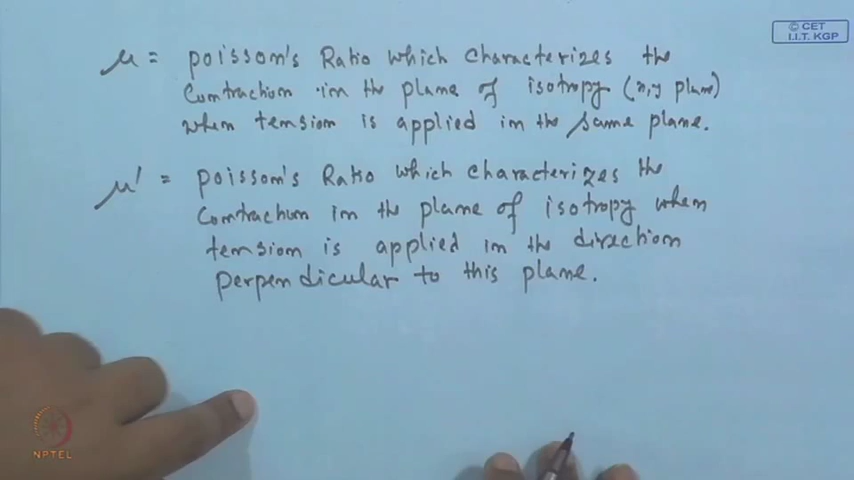 © CET
I.I.T. KGP
μ = poisson's Ratio which characterizes the
contraction in the plane of isotropy (x,y plane)
when tension is applied in the same plane.
μ' = poisson's Ratio which characterizes the
contraction in the plane of isotropy when
tension is applied in the direction
perpendicular to this plane.
NPTEL